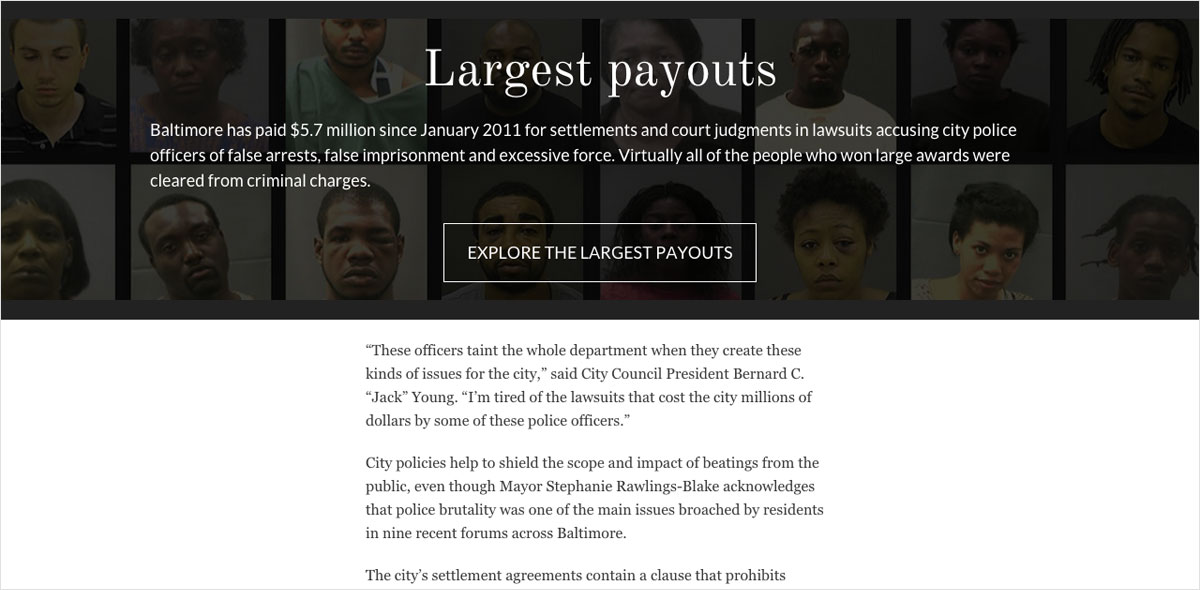 Largest payouts
Baltimore has paid $5.7 million since January 2011 for settlements and court judgments in lawsuits accusing city police
officers of false arrests, false imprisonment and excessive force. Virtually all of the people who won large awards were
cleared from criminal charges.
EXPLORE THE LARGEST PAYOUTS
“These officers taint the whole department when they create these
kinds of issues for the city,” said City Council President Bernard C.
“Jack” Young. “I’m tired of the lawsuits that cost the city millions of
dollars by some of these police officers.”
City policies help to shield the scope and impact of beatings from the
public, even though Mayor Stephanie Rawlings-Blake acknowledges
that police brutality was one of the main issues broached by residents
in nine recent forums across Baltimore.
The city’s settlement agreements contain a clause that prohibits